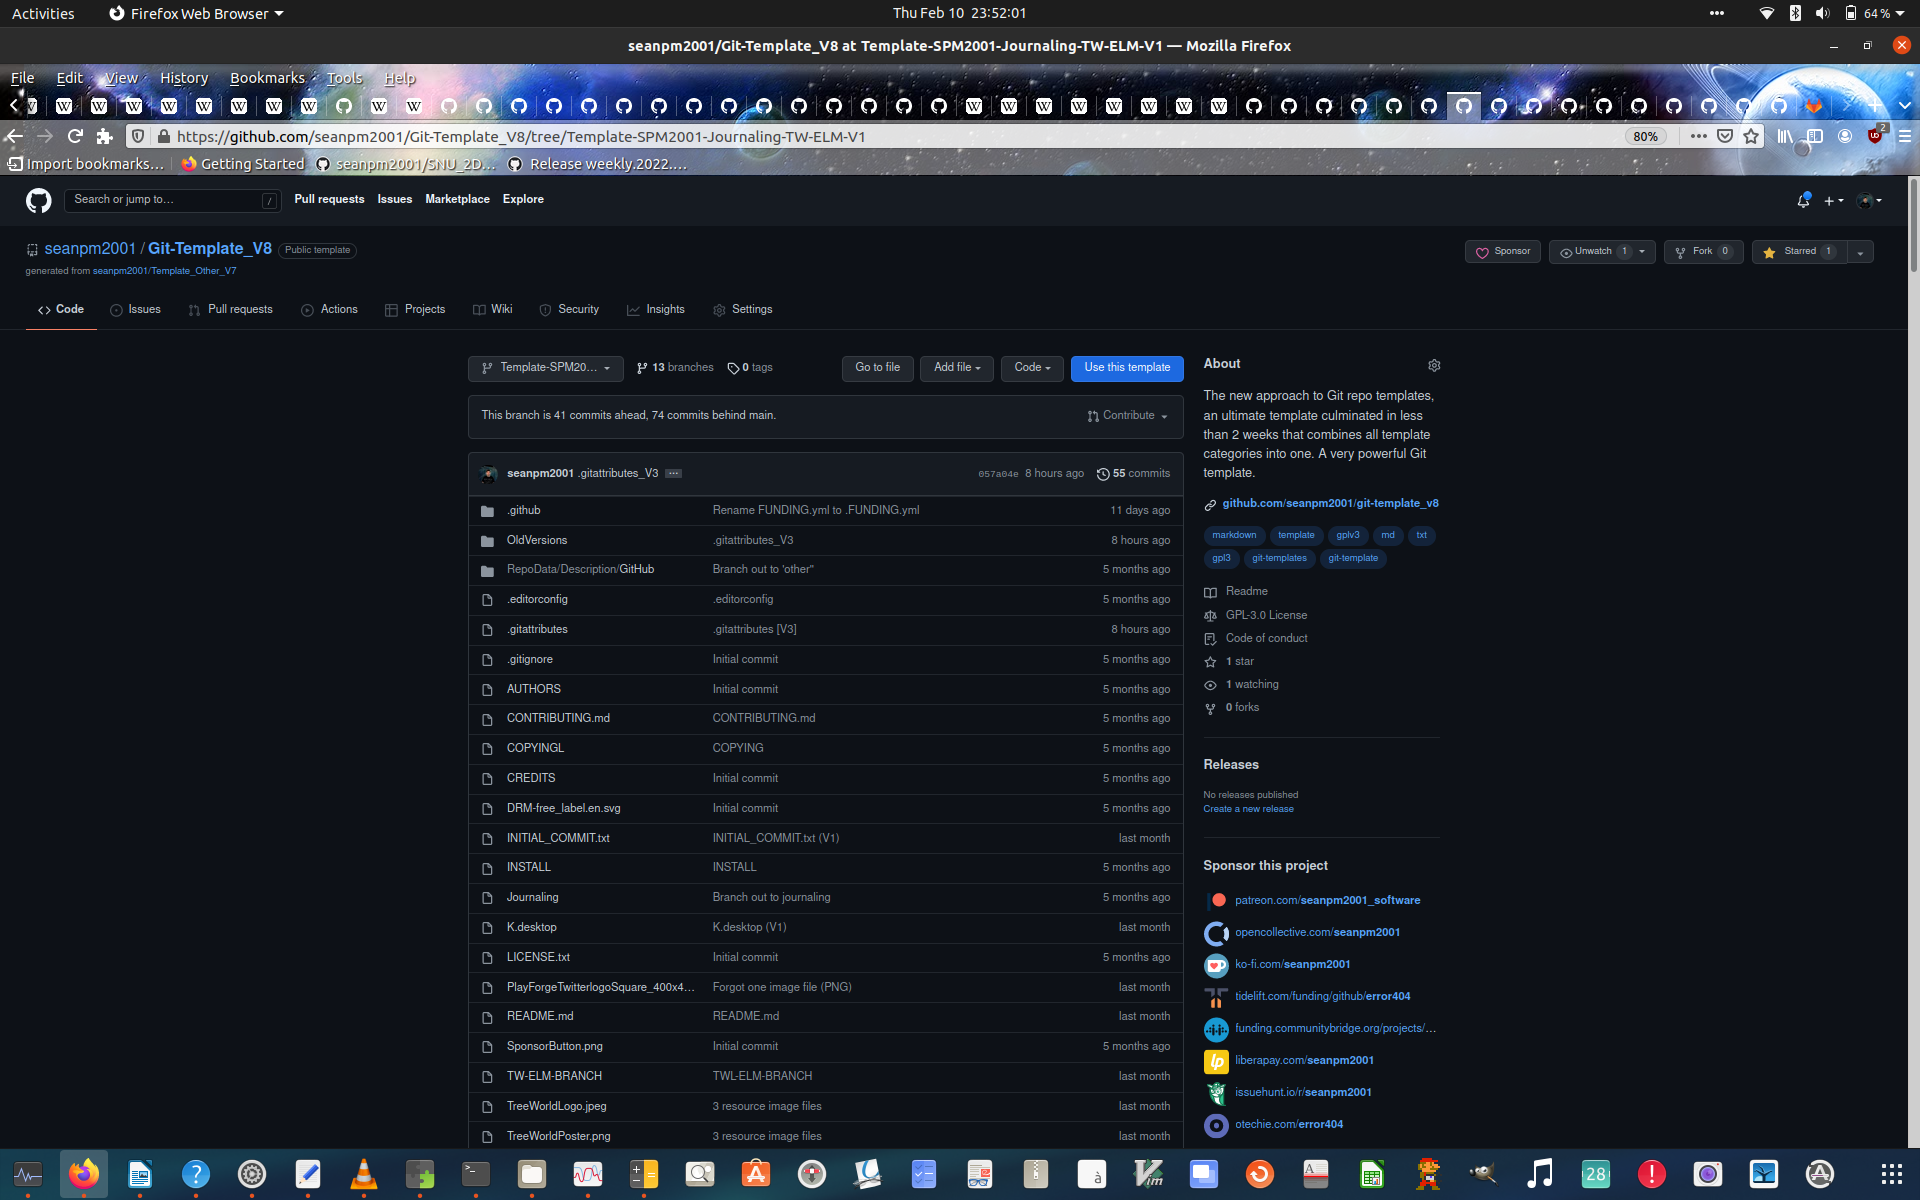 Activities
Firefox Web Browser
Thu Feb 10 23:52:01
64 %
seanpm2001/Git-Template_V8 at Template-SPM2001-Journaling-TW-ELM-V1 — Mozilla Firefox
File Edit View History Bookmarks Tools Help
https://github.com/seanpm2001/Git-Template_V8/tree/Template-SPM2001-Journaling-TW-ELM-V1
80%
2
Import bookmarks…
Getting Started
seanpm2001/SNU_2D…
Release weekly.2022.…
Search or jump to…
/
Pull requests Issues Marketplace Explore
seanpm2001 / Git-Template_V8 Public template
generated from seanpm2001/Template_Other_V7
Sponsor
Unwatch 1
Fork 0
Starred 1
Code
Issues
Pull requests
Actions
Projects
Wiki
Security
Insights
Settings
Template-SPM20…
13 branches
0 tags
Go to file
Add file
Code
Use this template
This branch is 41 commits ahead, 74 commits behind main.
Contribute
seanpm2001 .gitattributes_V3 ···
057a04e 8 hours ago
55 commits
.github Rename FUNDING.yml to .FUNDING.yml 11 days ago
OldVersions .gitattributes_V3 8 hours ago
RepoData/Description/GitHub Branch out to 'other" 5 months ago
.editorconfig .editorconfig 5 months ago
.gitattributes .gitattributes [V3] 8 hours ago
.gitignore Initial commit 5 months ago
AUTHORS Initial commit 5 months ago
CONTRIBUTING.md CONTRIBUTING.md 5 months ago
COPYINGL COPYING 5 months ago
CREDITS Initial commit 5 months ago
DRM-free_label.en.svg Initial commit 5 months ago
INITIAL_COMMIT.txt INITIAL_COMMIT.txt (V1) last month
INSTALL INSTALL 5 months ago
Journaling Branch out to journaling 5 months ago
K.desktop K.desktop (V1) last month
LICENSE.txt Initial commit 5 months ago
PlayForgeTwitterlogoSquare_400x4… Forgot one image file (PNG) last month
README.md README.md last month
SponsorButton.png Initial commit 5 months ago
TW-ELM-BRANCH TWL-ELM-BRANCH last month
TreeWorldLogo.jpeg 3 resource image files last month
TreeWorldPoster.png 3 resource image files last month
About
The new approach to Git repo templates,
an ultimate template culminated in less
than 2 weeks that combines all template
categories into one. A very powerful Git
template.
github.com/seanpm2001/git-template_v8
markdown template gplv3 md txt
gpl3 git-templates git-template
Readme
GPL-3.0 License
Code of conduct
1 star
1 watching
0 forks
Releases
No releases published
Create a new release
Sponsor this project
patreon.com/seanpm2001_software
opencollective.com/seanpm2001
ko-fi.com/seanpm2001
tidelift.com/funding/github/error404
funding.communitybridge.org/projects/…
liberapay.com/seanpm2001
issuehunt.io/r/seanpm2001
otechie.com/error404
28